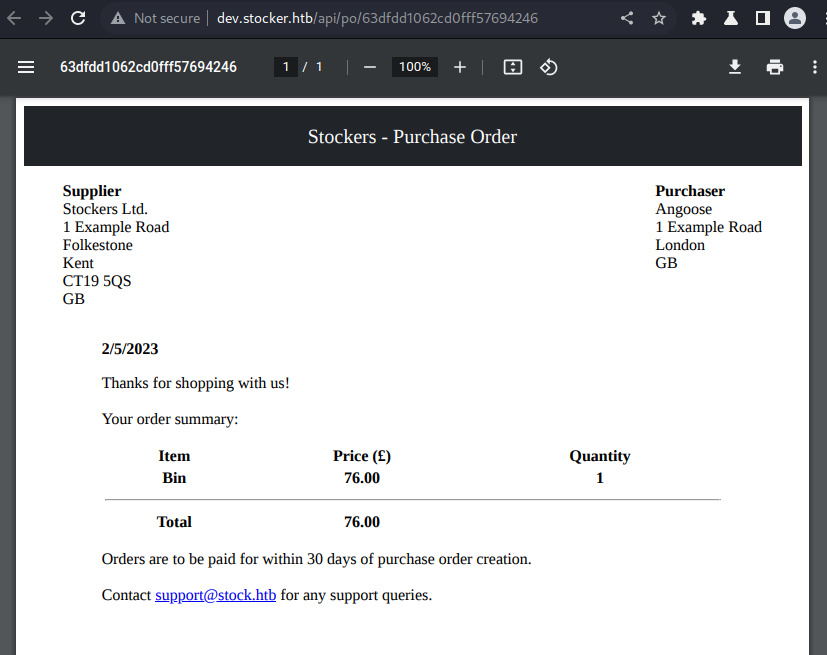 Not secure dev.stocker.htb/api/po/63dfdd1062cd0fff57694246
63dfdd1062cd0fff57694246 1 / 1 100%
Stockers - Purchase Order
Supplier
Stockers Ltd.
1 Example Road
Folkestone
Kent
CT19 5QS
GB
Purchaser
Angoose
1 Example Road
London
GB
2/5/2023
Thanks for shopping with us!
Your order summary:
Item Price (£) Quantity
Bin 76.00 1
Total 76.00
Orders are to be paid for within 30 days of purchase order creation.
Contact support@stock.htb for any support queries.